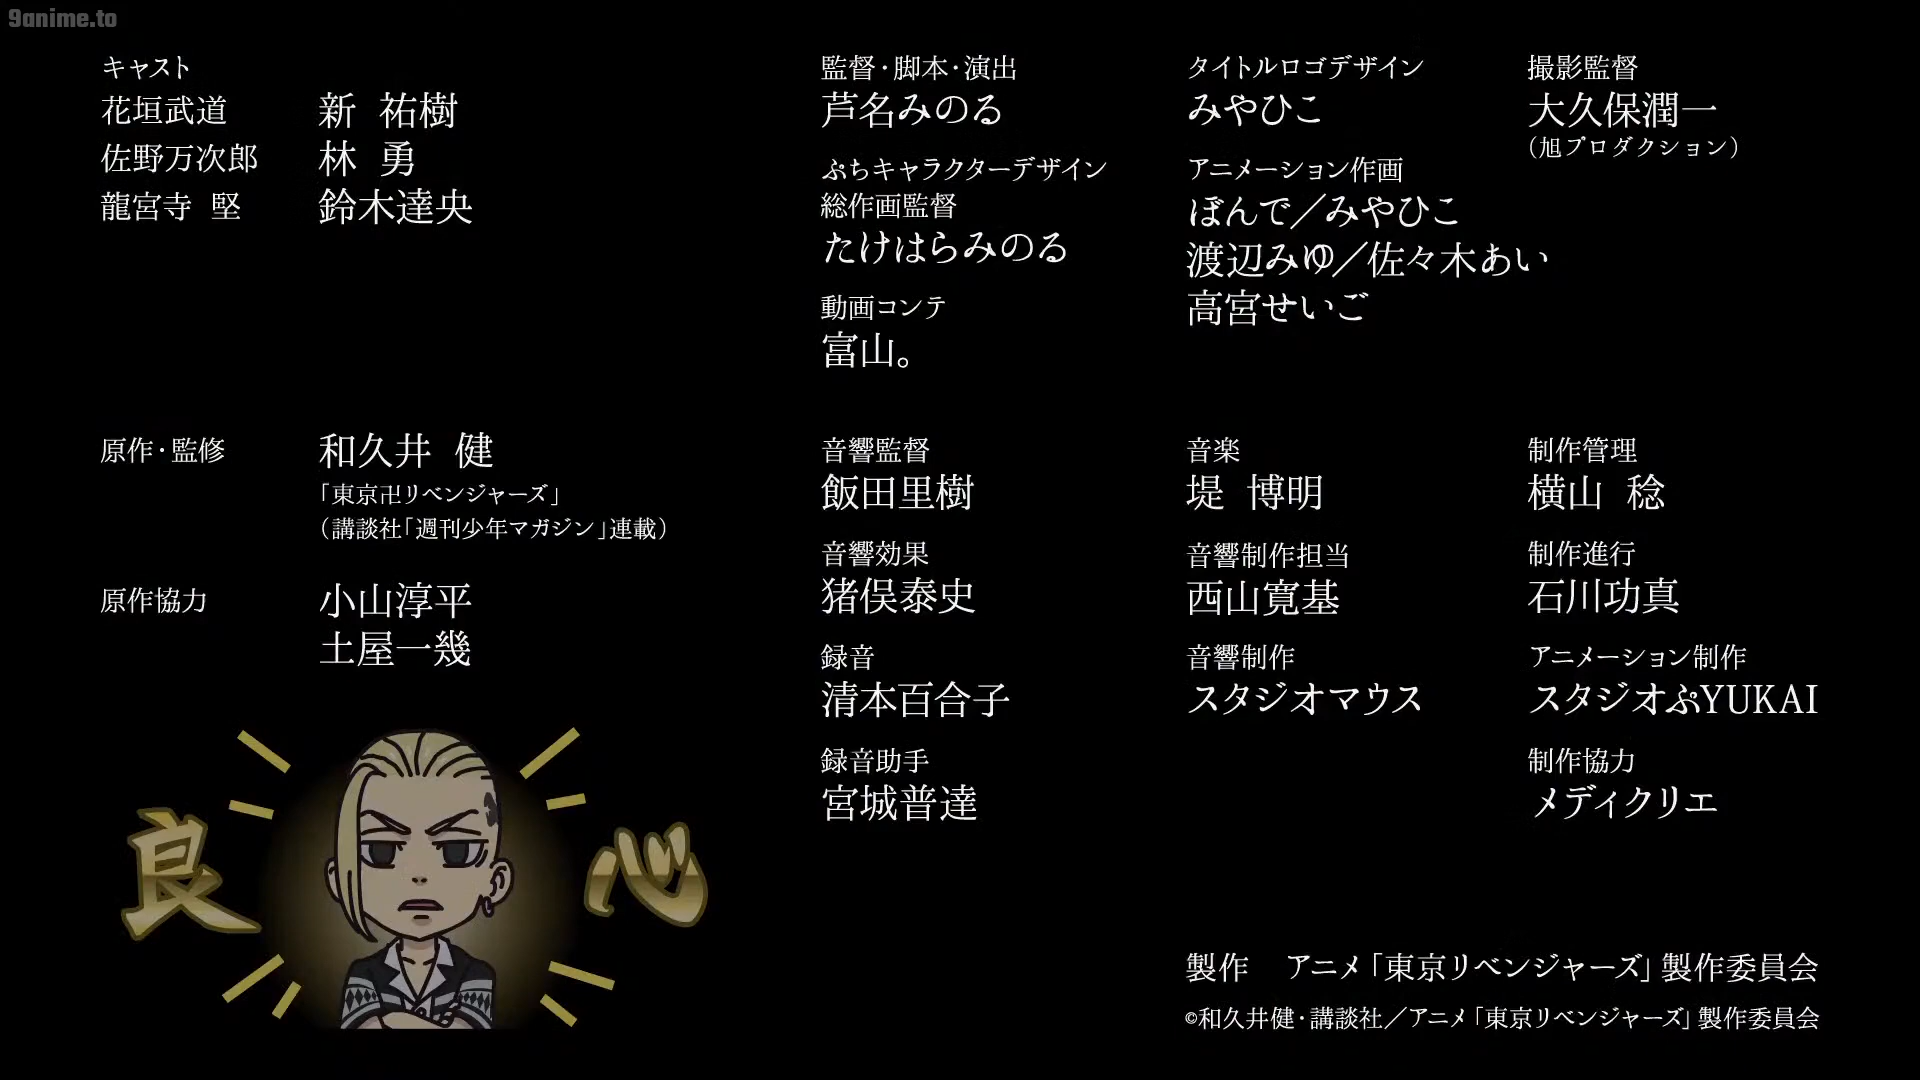 9anime.to
キャスト
花垣武道 新 祐樹
佐野万次郎 林 勇
龍宮寺 堅 鈴木達央
原作・監修 和久井 健
「東京卍リベンジャーズ」
（講談社「週刊少年マガジン」連載）
原作協力 小山淳平
土屋一幾
良 心
監督・脚本・演出
芦名みのる
ぷちキャラクターデザイン
総作画監督
たけはらみのる
動画コンテ
富山。
タイトルロゴデザイン
みやひこ
アニメーション作画
ぼんで／みやひこ
渡辺みゆ／佐々木あい
高宮せいご
撮影監督
大久保潤一
（旭プロダクション）
音響監督
飯田里樹
音響効果
猪俣泰史
録音
清本百合子
録音助手
宮城普達
音楽
堤 博明
音響制作担当
西山寛基
音響制作
スタジオマウス
制作管理
横山 稔
制作進行
石川功真
アニメーション制作
スタジオぷYUKAI
制作協力
メディクリエ
製作 アニメ「東京リベンジャーズ」製作委員会
©和久井健・講談社／アニメ「東京リベンジャーズ」製作委員会